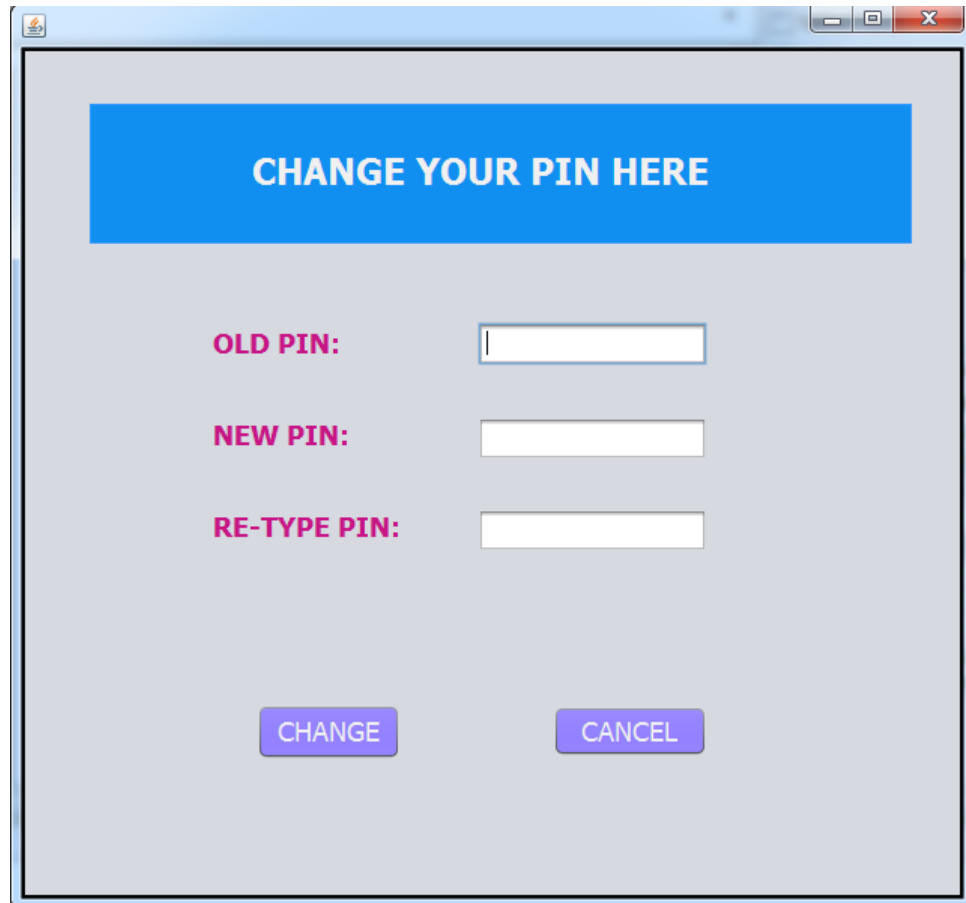 CHANGE YOUR PIN HERE
OLD PIN:
NEW PIN:
RE-TYPE PIN:
CHANGE CANCEL